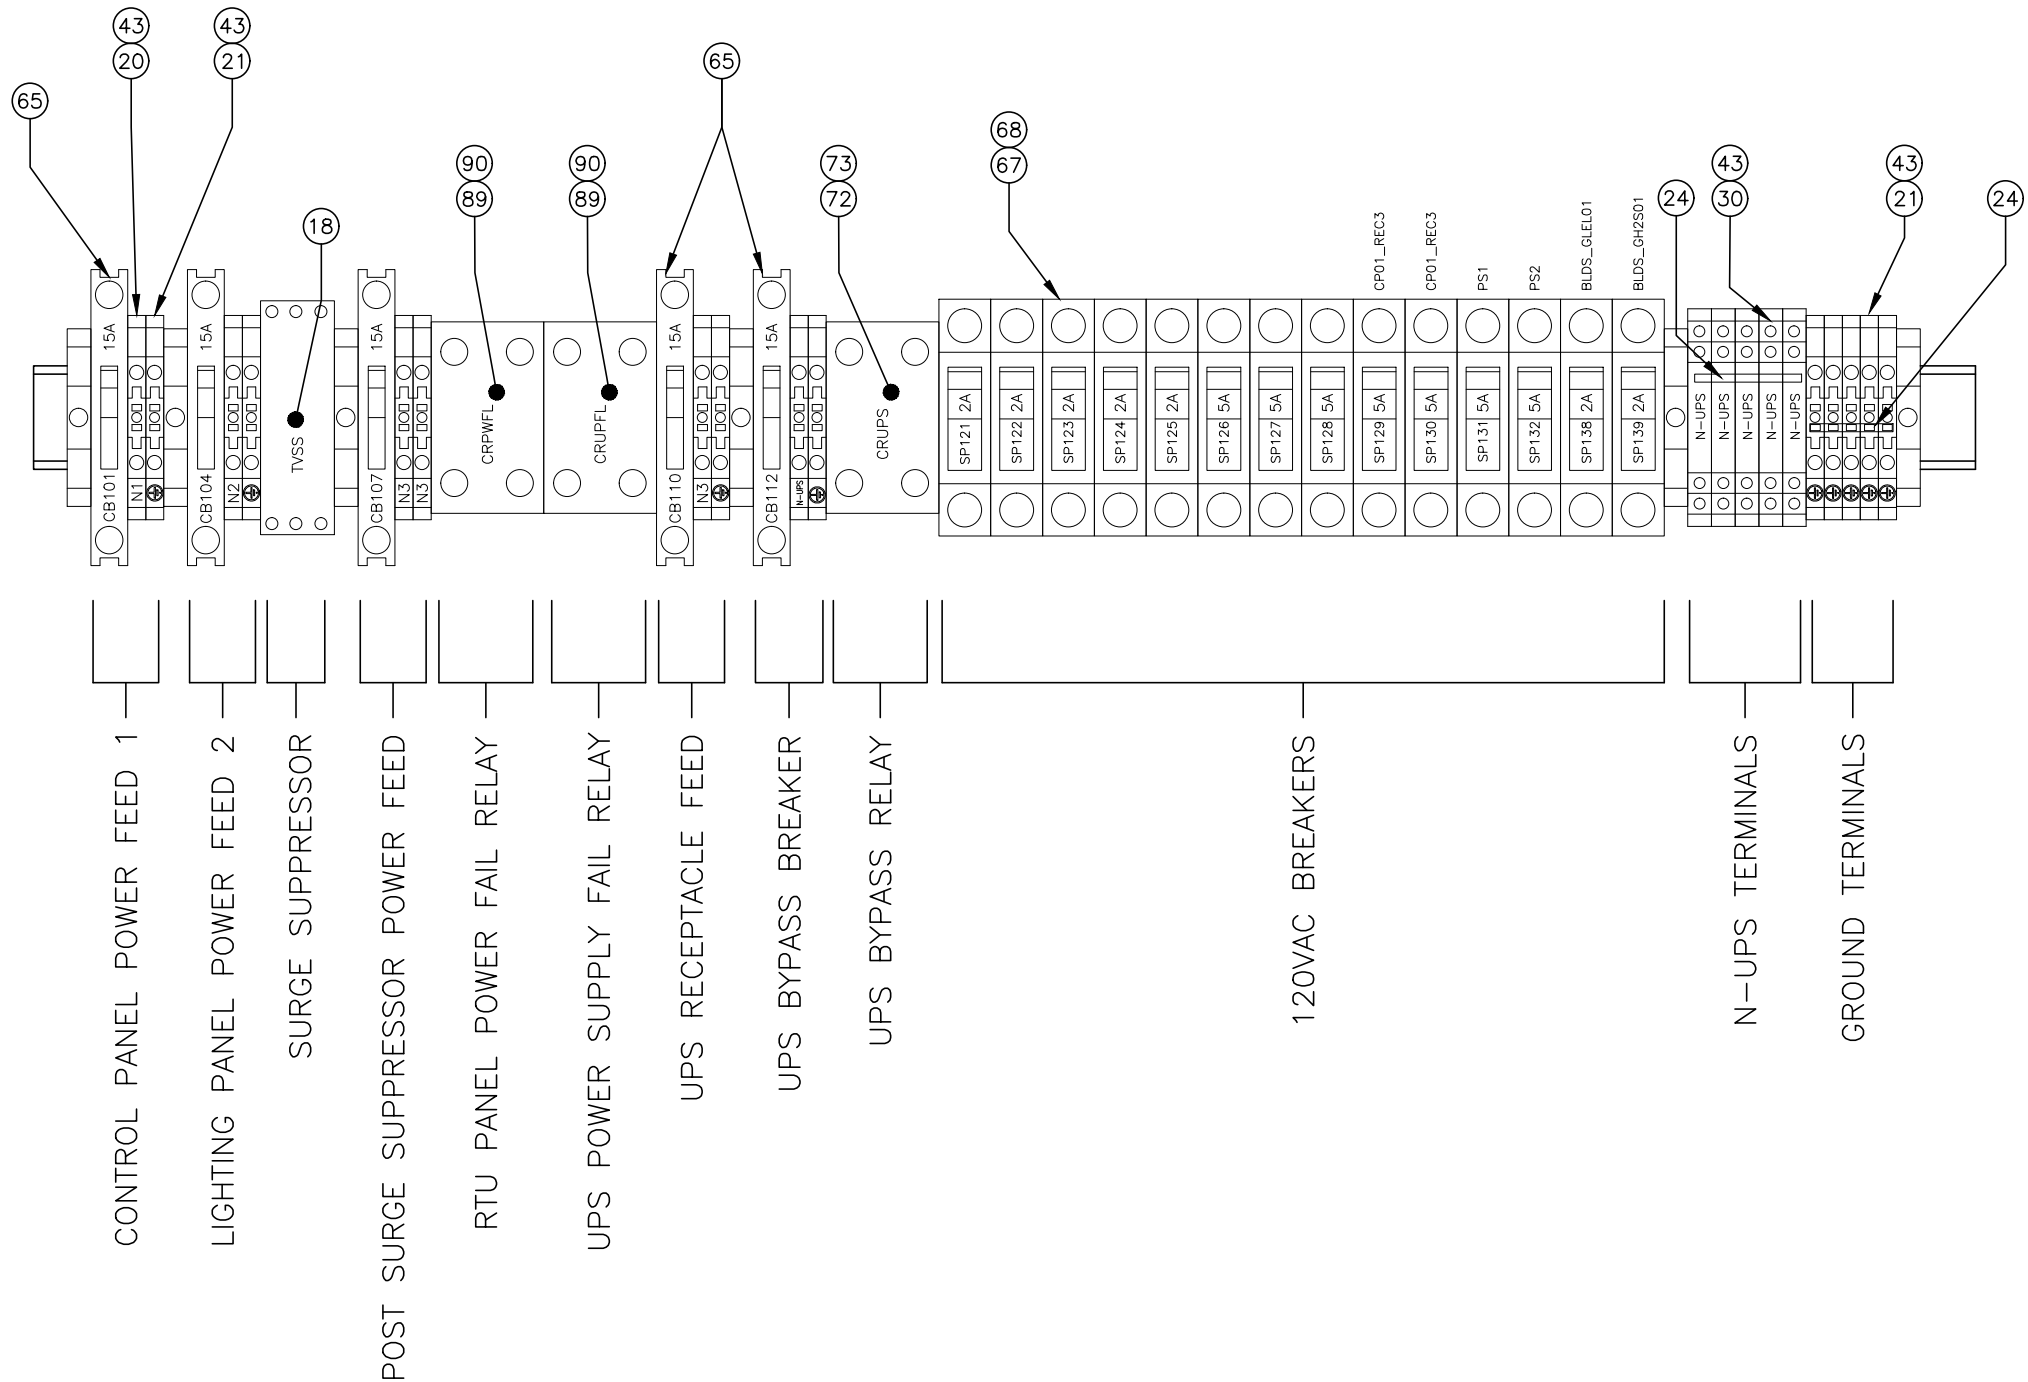 43
20
43
21
65
18
90
89
90
89
65
73
72
68
67
24
43
30
43
21
24
CP01_REC3
CP01_REC3
PS1
PS2
BLDS_GLEL01
BLDS_GH2S01
CB101 15A
N1
CB104 15A
N2
TVSS
CB107 15A
N3
N3
CRPWFL
CRUPFL
CB110 15A
N3
CB112 15A
N-UPS
CRUPS
SP121 2A
SP122 2A
SP123 2A
SP124 2A
SP125 2A
SP126 5A
SP127 5A
SP128 5A
SP129 5A
SP130 5A
SP131 5A
SP132 5A
SP138 2A
SP139 2A
N-UPS
N-UPS
N-UPS
N-UPS
N-UPS
CONTROL PANEL POWER FEED 1
LIGHTING PANEL POWER FEED 2
SURGE SUPPRESSOR
POST SURGE SUPPRESSOR POWER FEED
RTU PANEL POWER FAIL RELAY
UPS POWER SUPPLY FAIL RELAY
UPS RECEPTACLE FEED
UPS BYPASS BREAKER
UPS BYPASS RELAY
120VAC BREAKERS
N-UPS TERMINALS
GROUND TERMINALS